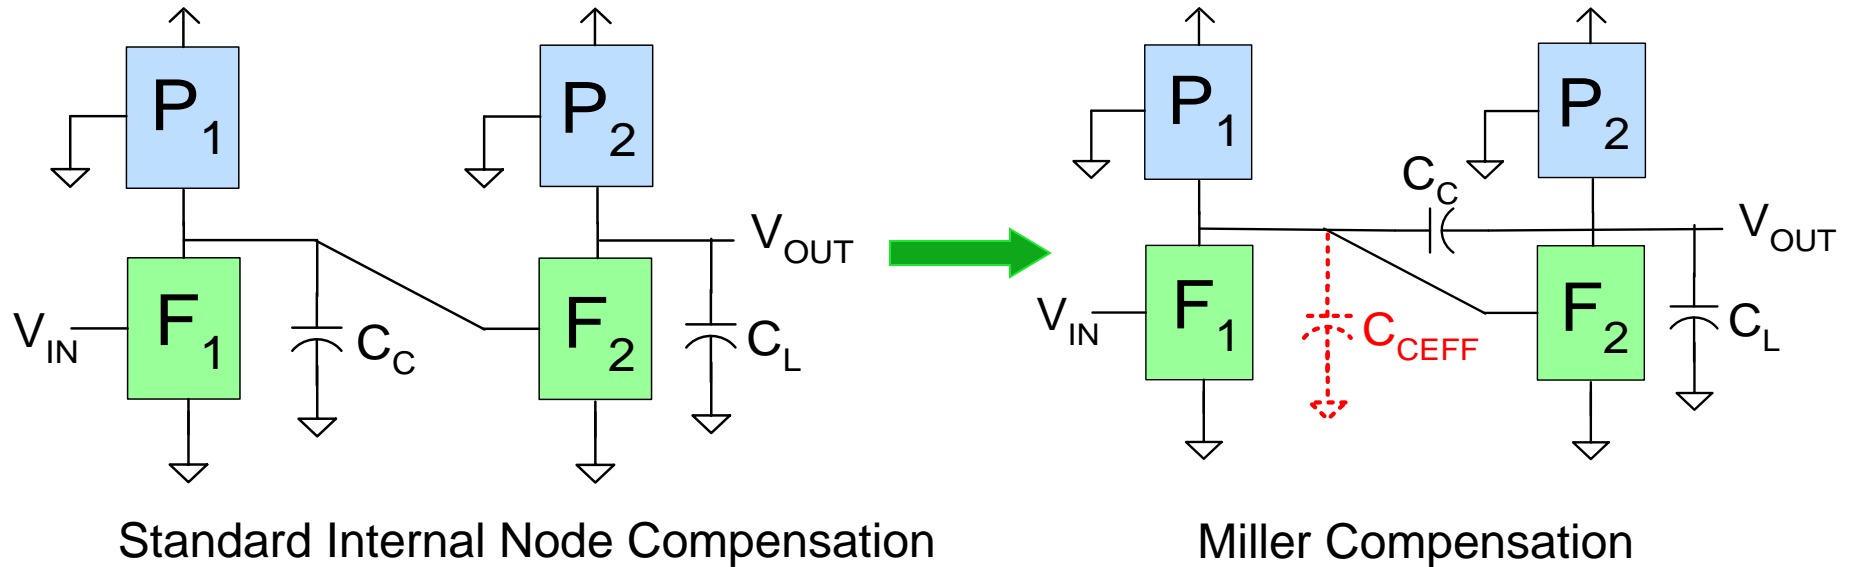 P1
P2
VIN
F1
CC
F2
VOUT
CL
P1
P2
CC
VIN
F1
CCEFF
F2
VOUT
CL
Standard Internal Node Compensation
Miller Compensation